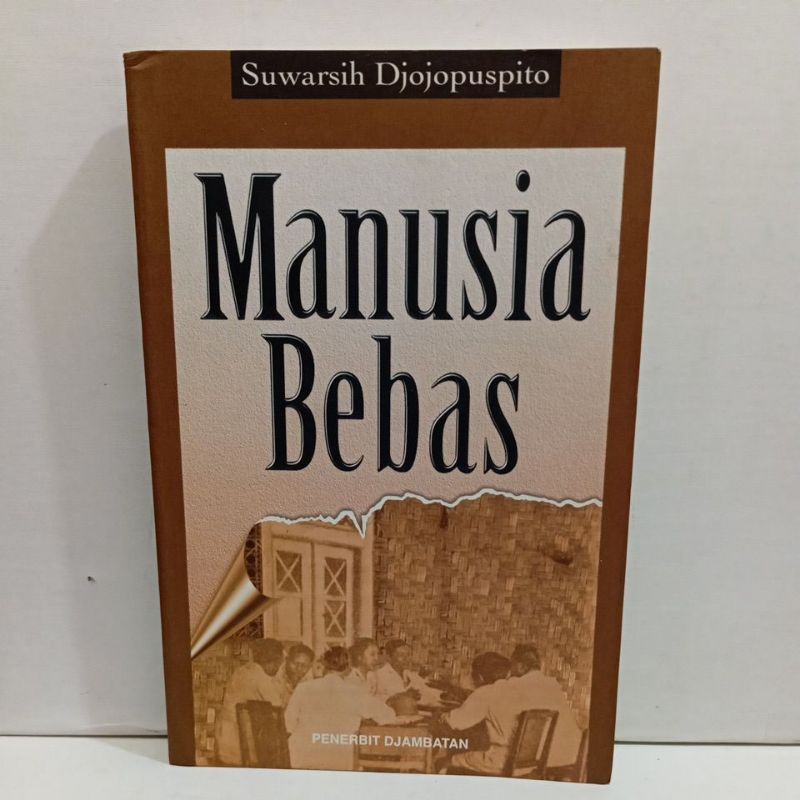 Suwarsih Djojopuspito
Manusia
Bebas
PENERBIT DJAMBATAN